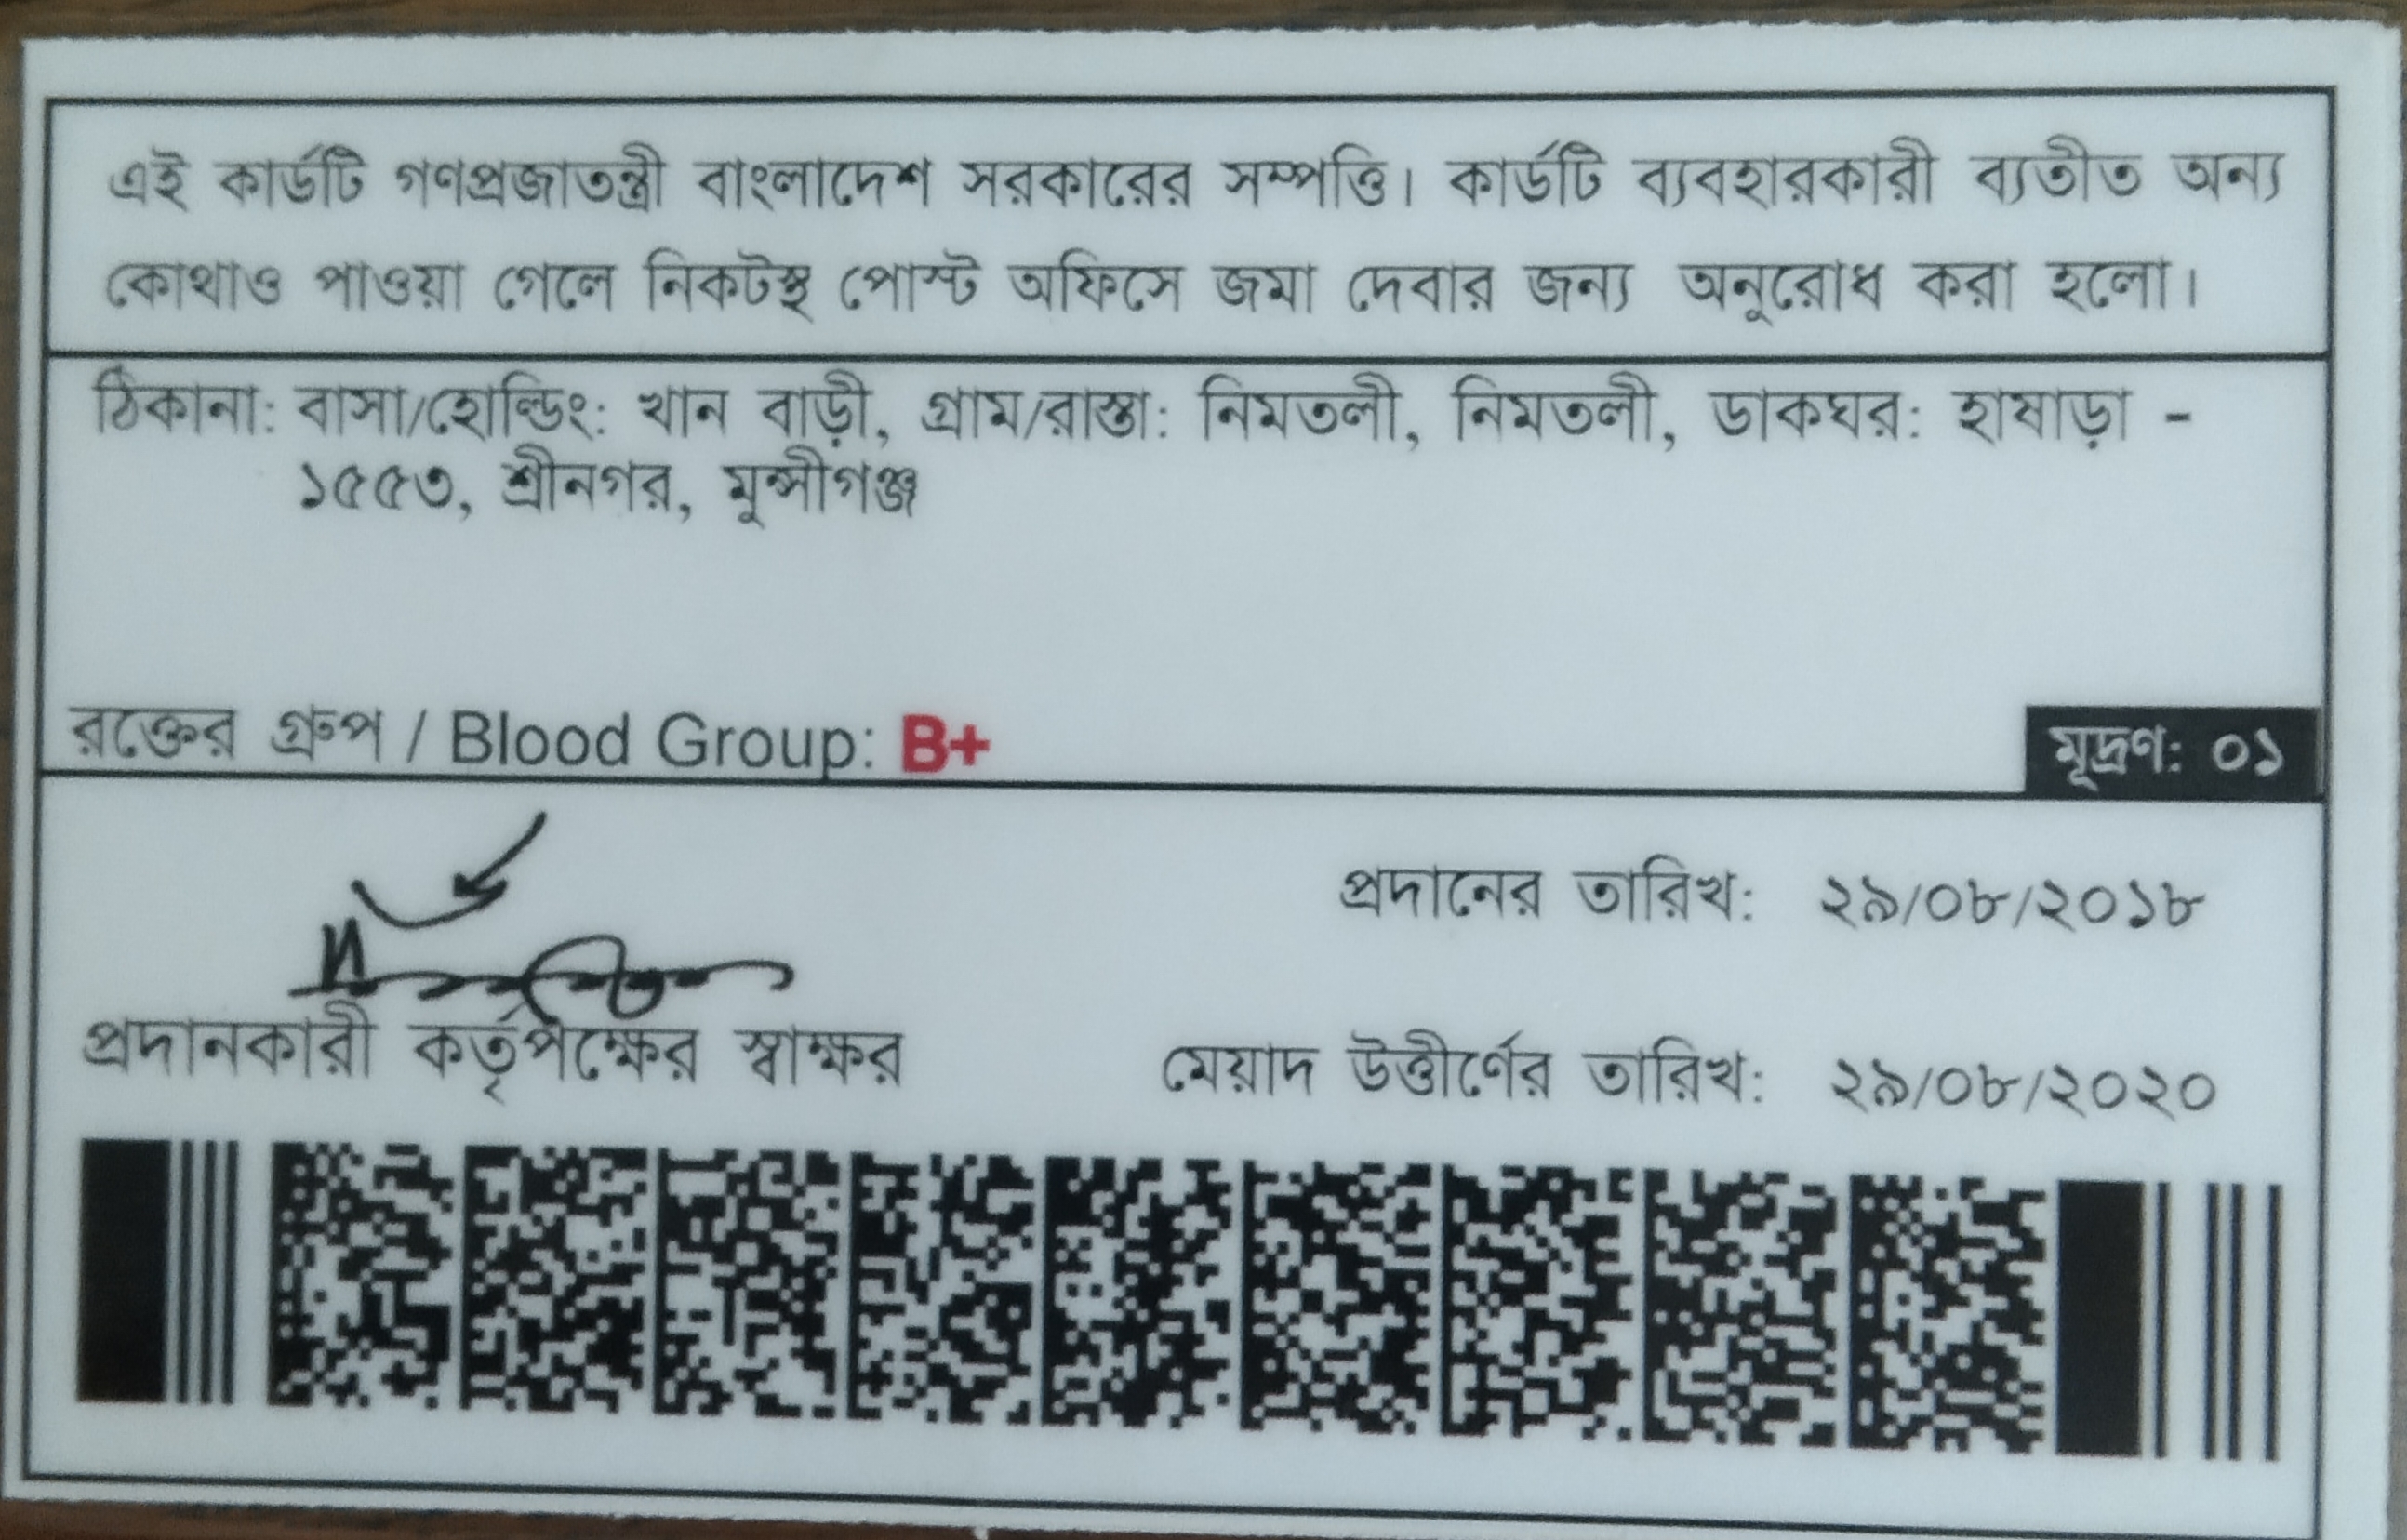 এই কার্ডটি গণপ্রজাতন্ত্রী বাংলাদেশ সরকারের সম্পত্তি। কার্ডটি ব্যবহারকারী ব্যতীত অন্য
কোথাও পাওয়া গেলে নিকটস্থ পোস্ট অফিসে জমা দেবার জন্য অনুরোধ করা হলো।
ঠিকানা: বাসা/হোল্ডিং: খান বাড়ী, গ্রাম/রাস্তা: নিমতলী, নিমতলী, ডাকঘর: হাষাড়া -
১৫৫৩, শ্রীনগর, মুন্সীগঞ্জ
রক্তের গ্রুপ / Blood Group: B+
মূদ্রণ: ০১
প্রদানের তারিখ: ২৯/০৮/২০১৮
প্রদানকারী কর্তৃপক্ষের স্বাক্ষর
মেয়াদ উত্তীর্ণের তারিখ: ২৯/০৮/২০২০